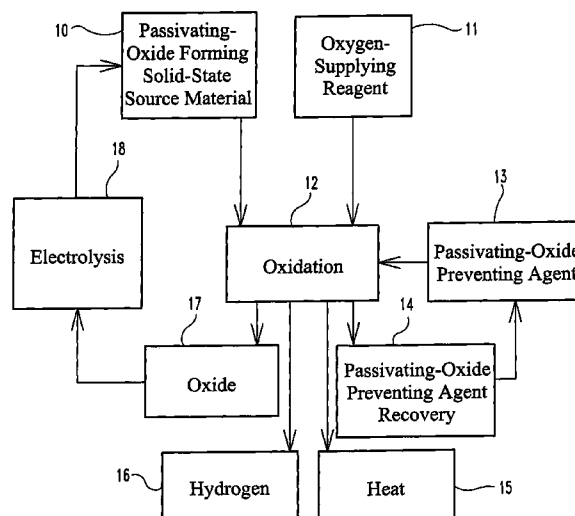 10
Passivating-
Oxide Forming
Solid-State
Source Material
11
Oxygen-
Supplying
Reagent
18
Electrolysis
12
Oxidation
13
Passivating-Oxide
Preventing Agent
17
Oxide
14
Passivating-Oxide
Preventing Agent
Recovery
16
Hydrogen
Heat
15